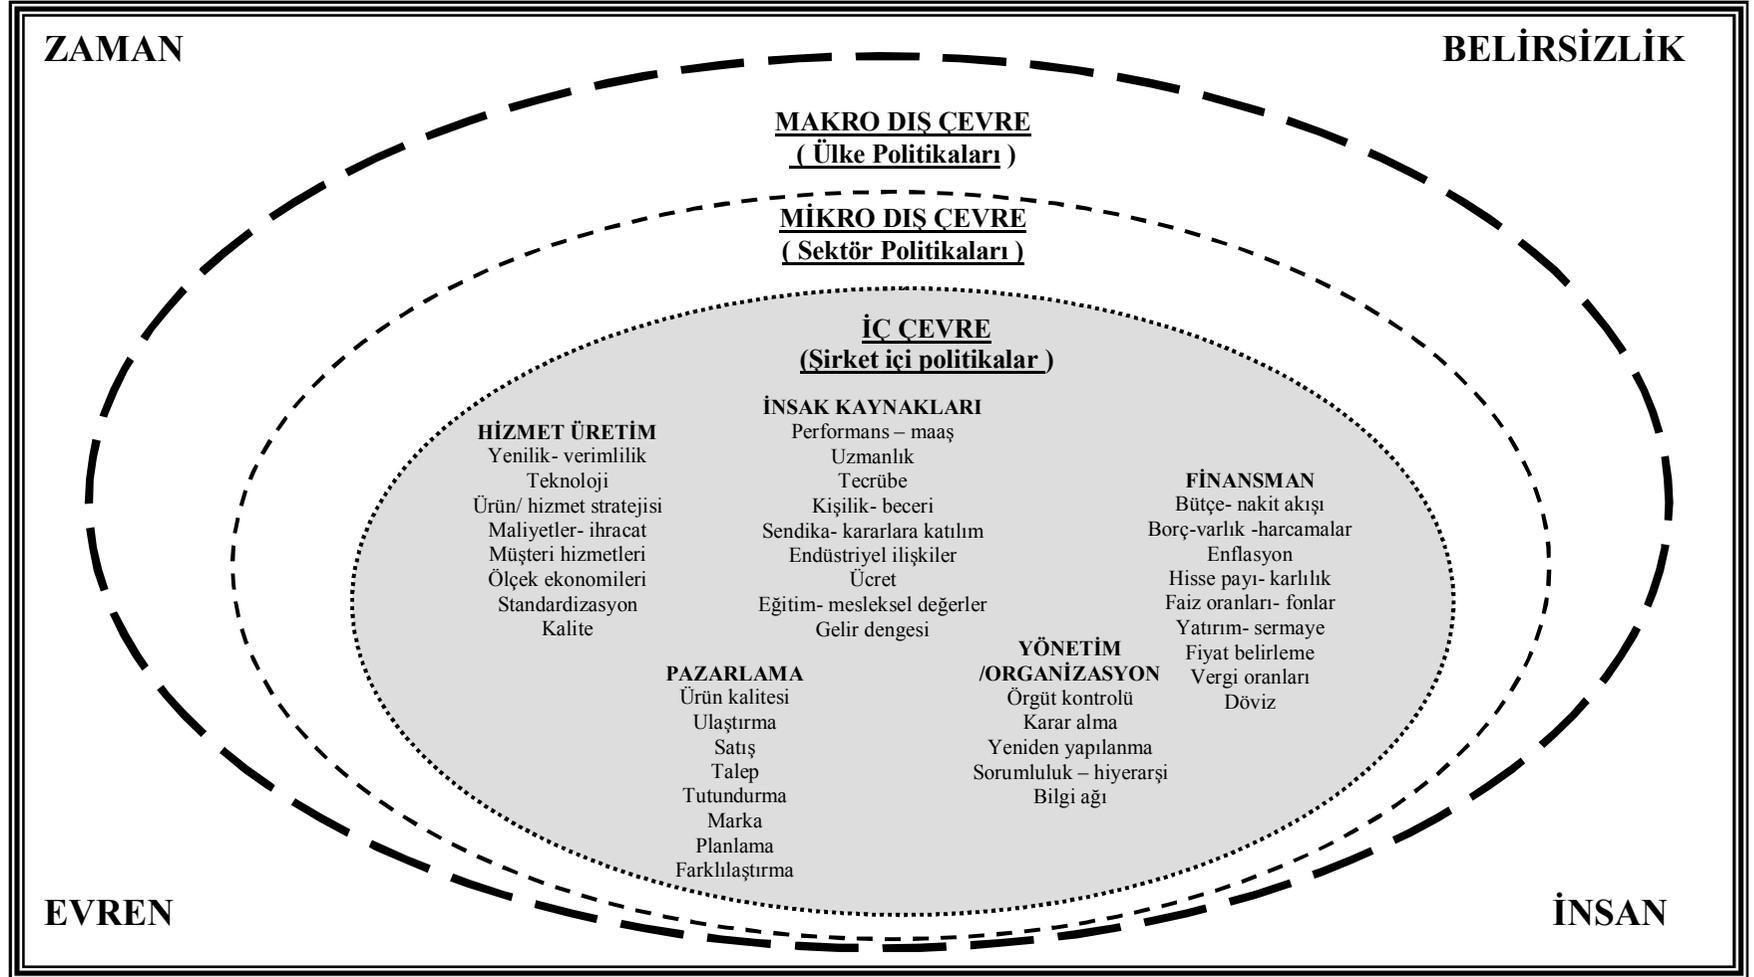 ZAMAN
BELİRSİZLİK
MAKRO DIŞ ÇEVRE
( Ülke Politikaları )
MİKRO DIŞ ÇEVRE
( Sektör Politikaları )
İÇ ÇEVRE
(Şirket içi politikalar )
HİZMET ÜRETİM
Yenilik- verimlilik
Teknoloji
Ürün/ hizmet stratejisi
Maliyetler- ihracat
Müşteri hizmetleri
Ölçek ekonomileri
Standardizasyon
Kalite
İNSAK KAYNAKLARI
Performans – maaş
Uzmanlık
Tecrübe
Kişilik- beceri
Sendika- kararlara katılım
Endüstriyel ilişkiler
Ücret
Eğitim- mesleksel değerler
Gelir dengesi
FİNANSMAN
Bütçe- nakit akışı
Borç-varlık -harcamalar
Enflasyon
Hisse payı- karlılık
Faiz oranları- fonlar
Yatırım- sermaye
Fiyat belirleme
Vergi oranları
Döviz
PAZARLAMA
Ürün kalitesi
Ulaştırma
Satış
Talep
Tutundurma
Marka
Planlama
Farklılaştırma
YÖNETİM
/ORGANİZASYON
Örgüt kontrolü
Karar alma
Yeniden yapılanma
Sorumluluk – hiyerarşi
Bilgi ağı
EVREN
İNSAN